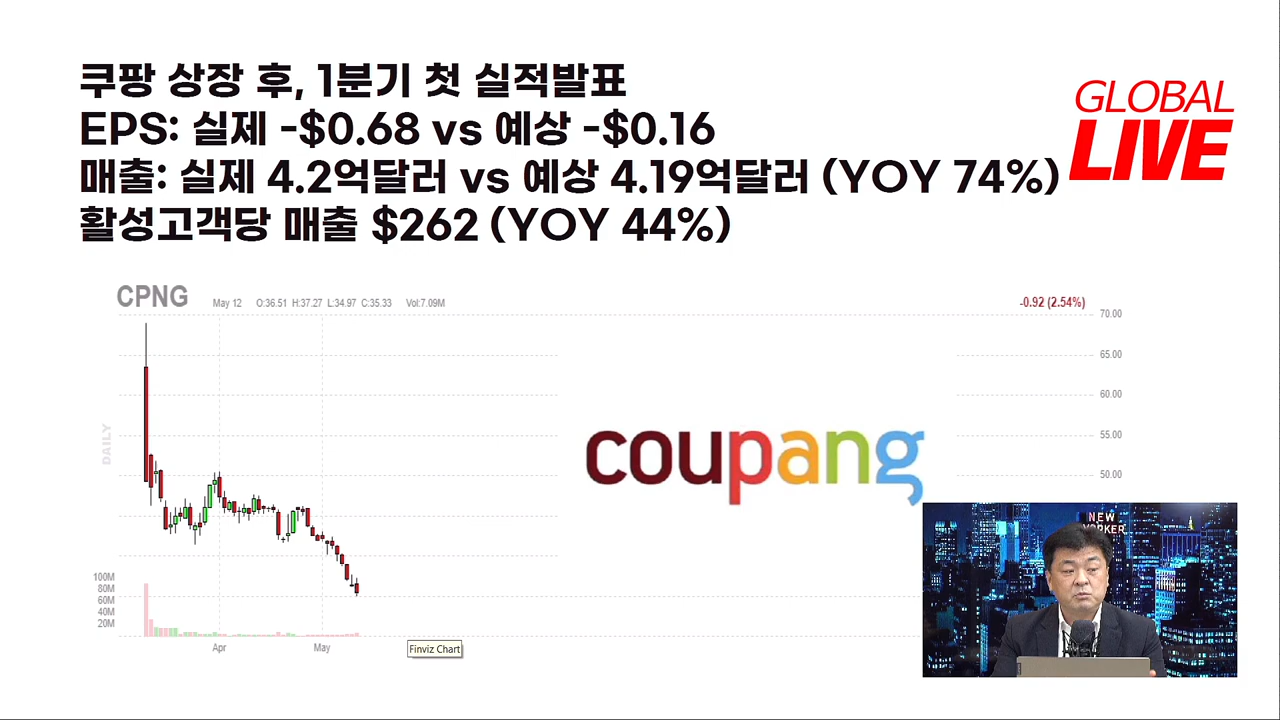 쿠팡 상장 후, 1분기 첫 실적발표
EPS: 실제 -$0.68 vs 예상 -$0.16
매출: 실제 4.2억달러 vs 예상 4.19억달러 (YOY 74%)
활성고객당 매출 $262 (YOY 44%)
GLOBAL
LIVE
CPNG
May 12 O:36.51 H:37.27 L:34.97 C:35.33 Vol:7.09M
-0.92 (2.54%)
70.00
65.00
60.00
55.00
50.00
DAILY
coupang
100M
80M
60M
40M
20M
Apr
May
Finviz Chart
NEW
YORKER